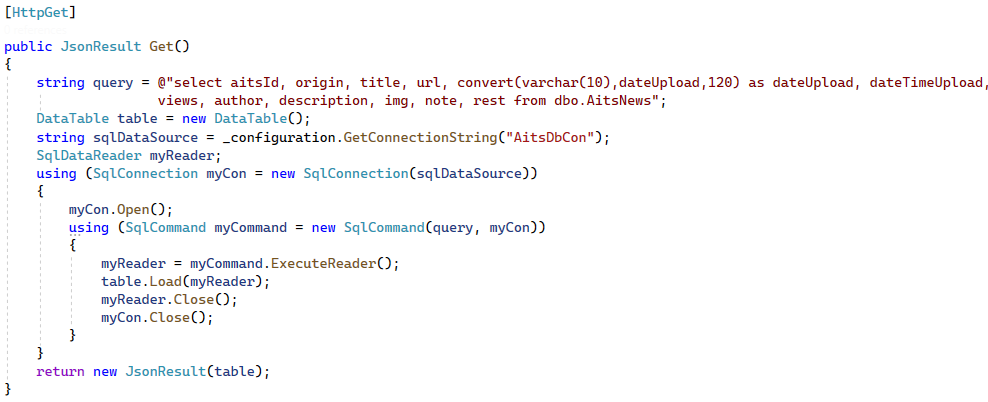 [HttpGet]
public JsonResult Get()
{
string query = @"select aitsId, origin, title, url, convert(varchar(10),dateUpload,120) as dateUpload, dateTimeUpload,
views, author, description, img, note, rest from dbo.AitsNews";
DataTable table = new DataTable();
string sqlDataSource = _configuration.GetConnectionString("AitsDbCon");
SqlDataReader myReader;
using (SqlConnection myCon = new SqlConnection(sqlDataSource))
{
myCon.Open();
using (SqlCommand myCommand = new SqlCommand(query, myCon))
{
myReader = myCommand.ExecuteReader();
table.Load(myReader);
myReader.Close();
myCon.Close();
}
}
return new JsonResult(table);
}